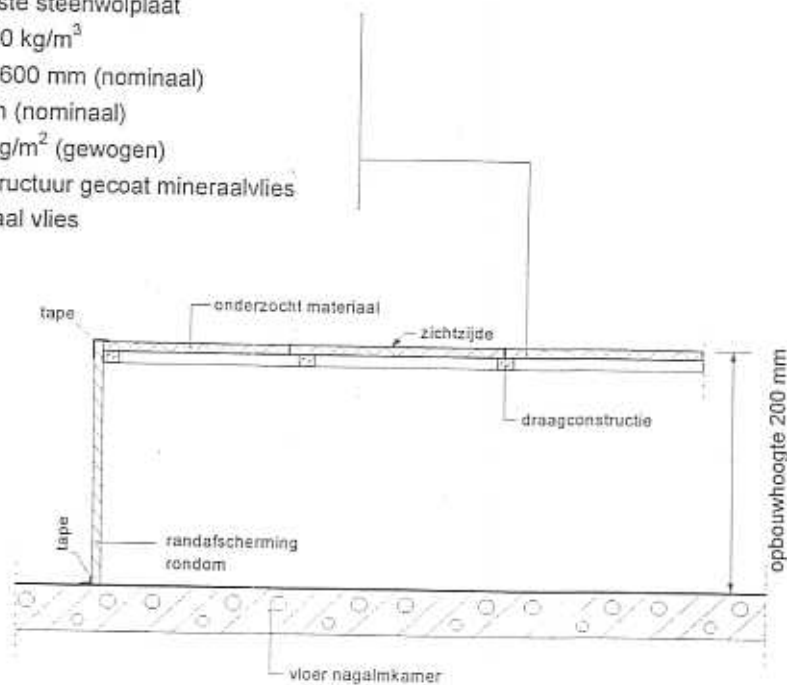 ste steenwolplaat
0 kg/m³
600 mm (nominaal)
(nominaal)
g/m² (gewogen)
ructuur gecoat mineraalvlies
aal vlies
tape
onderzocht materiaal
zichtzijde
draagconstructie
opbouwhoogte 200 mm
tape
randafscherming
rondom
vloer nagalmkamer